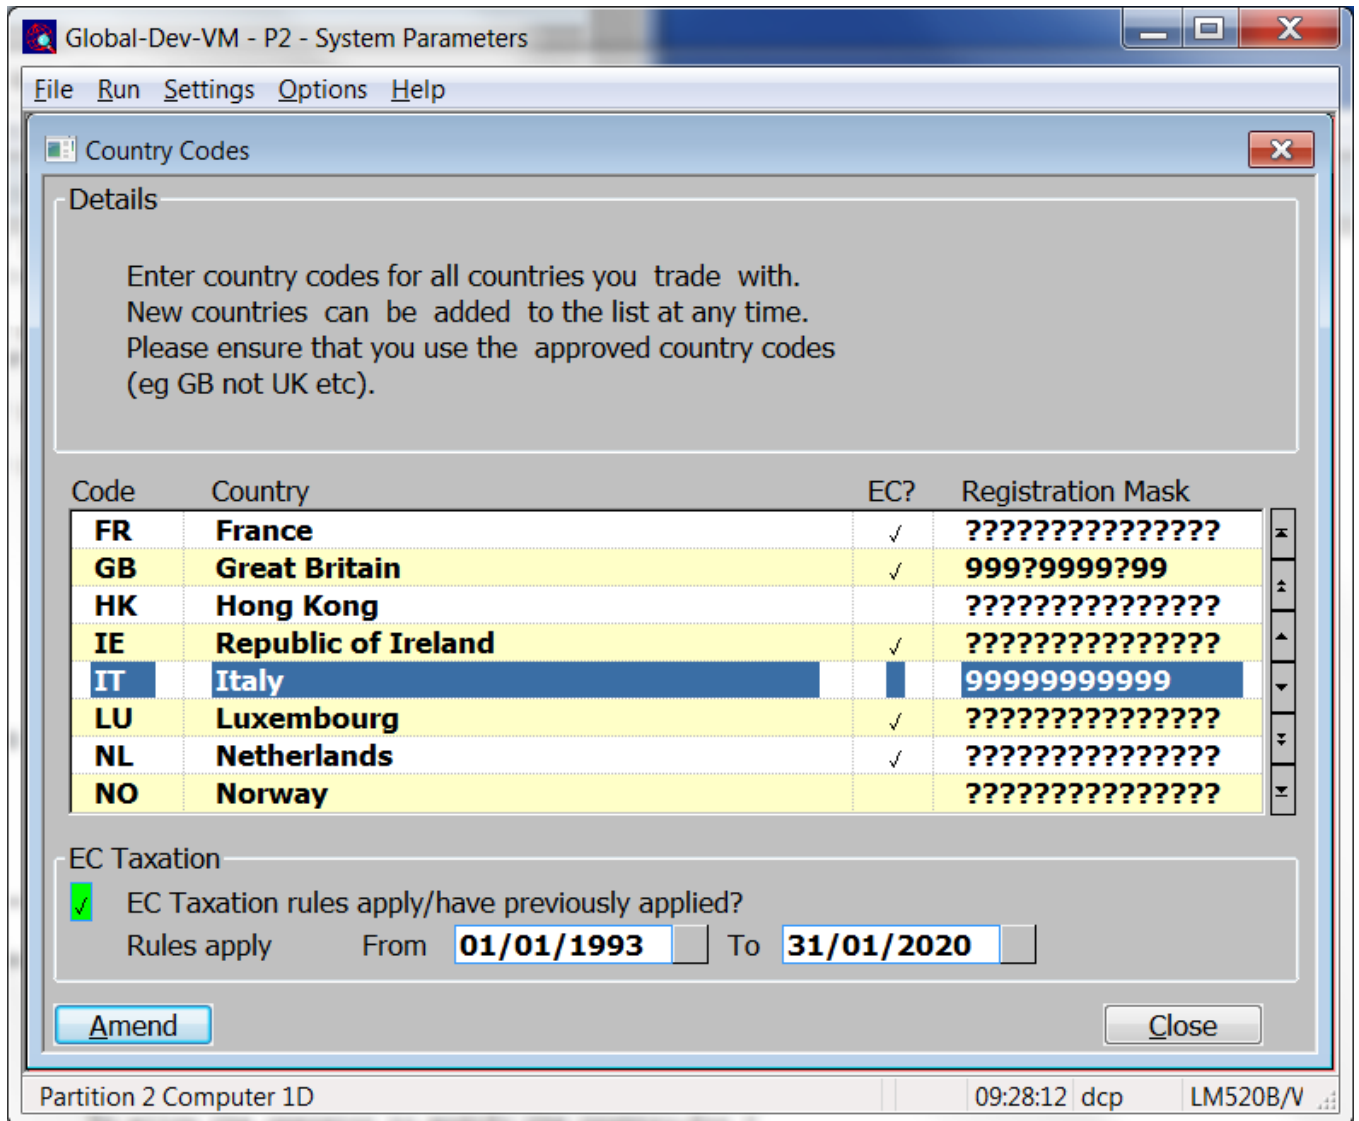 Global-Dev-VM - P2 - System Parameters
File Run Settings Options Help
Country Codes
Details
Enter country codes for all countries you trade with.
New countries can be added to the list at any time.
Please ensure that you use the approved country codes
(eg GB not UK etc).
Code Country EC? Registration Mask
FR France √ ???????????????
GB Great Britain √ 999?9999?99
HK Hong Kong ???????????????
IE Republic of Ireland √ ???????????????
IT Italy 99999999999
LU Luxembourg √ ???????????????
NL Netherlands √ ???????????????
NO Norway ???????????????
EC Taxation
√ EC Taxation rules apply/have previously applied?
Rules apply From 01/01/1993 To 31/01/2020
Amend Close
Partition 2 Computer 1D 09:28:12 dcp LM520B/V